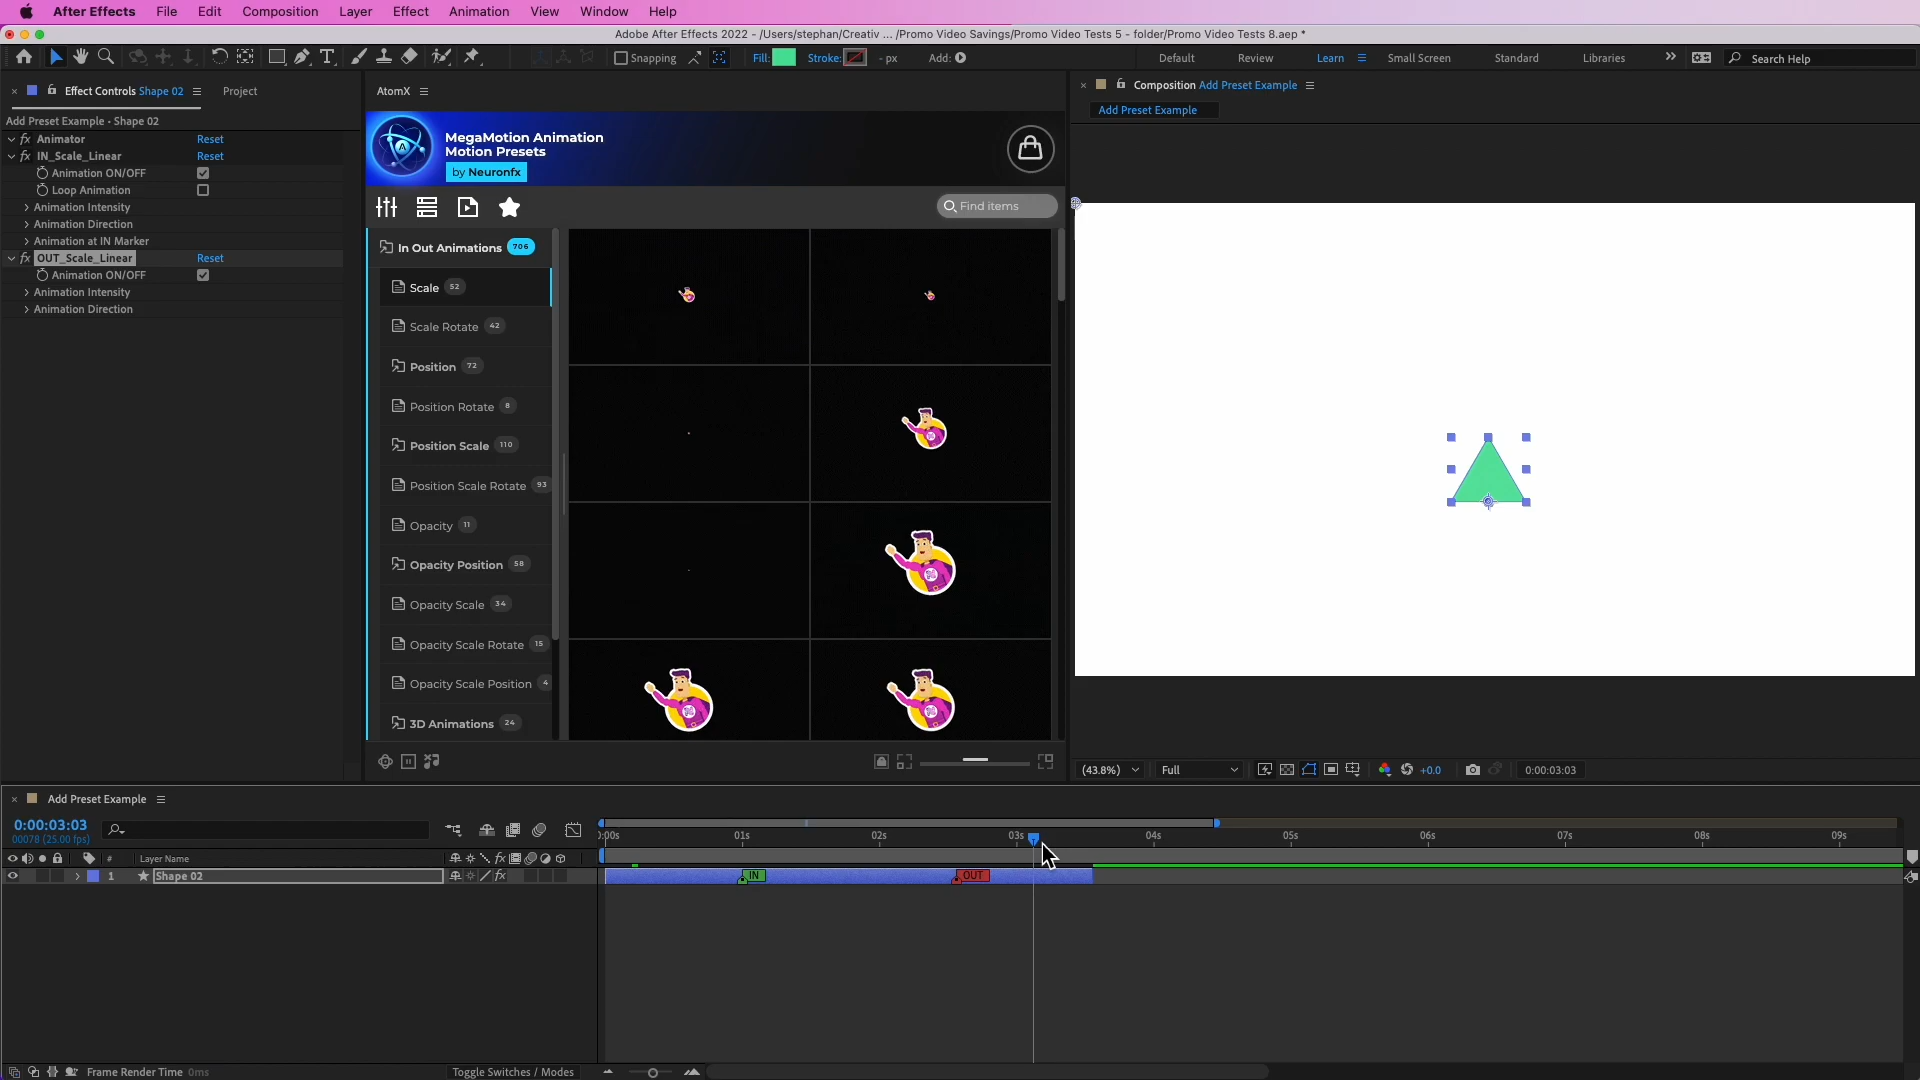 After Effects File Edit Composition Layer Effect Animation View Window Help
Adobe After Effects 2022 - /Users/stephan/Creativ ... /Promo Video Savings/Promo Video Tests 5 - folder/Promo Video Tests 8.aep *
Snapping Fill: Stroke: - px Add: Default Review Learn Small Screen Standard Libraries Search Help
Effect Controls Shape 02 Project
Add Preset Example • Shape 02
fx Animator Reset
fx IN_Scale_Linear Reset
Animation ON/OFF
Loop Animation
Animation Intensity
Animation Direction
Animation at IN Marker
fx OUT_Scale_Linear Reset
Animation ON/OFF
Animation Intensity
Animation Direction
AtomX
MegaMotion Animation
Motion Presets
by Neuronfx
Find items
In Out Animations 706
Scale 52
Scale Rotate 42
Position 72
Position Rotate 8
Position Scale 110
Position Scale Rotate 93
Opacity 11
Opacity Position 58
Opacity Scale 34
Opacity Scale Rotate 15
Opacity Scale Position 4
3D Animations 24
Composition Add Preset Example
Add Preset Example
(43.8%) Full +0.0 0:00:03:03
Add Preset Example
0:00:03:03
00078 (25.00 fps)
):00s 01s 02s 03s 04s 05s 06s 07s 08s 09s
# Layer Name
1 Shape 02 fx IN OUT
Frame Render Time 0ms Toggle Switches / Modes